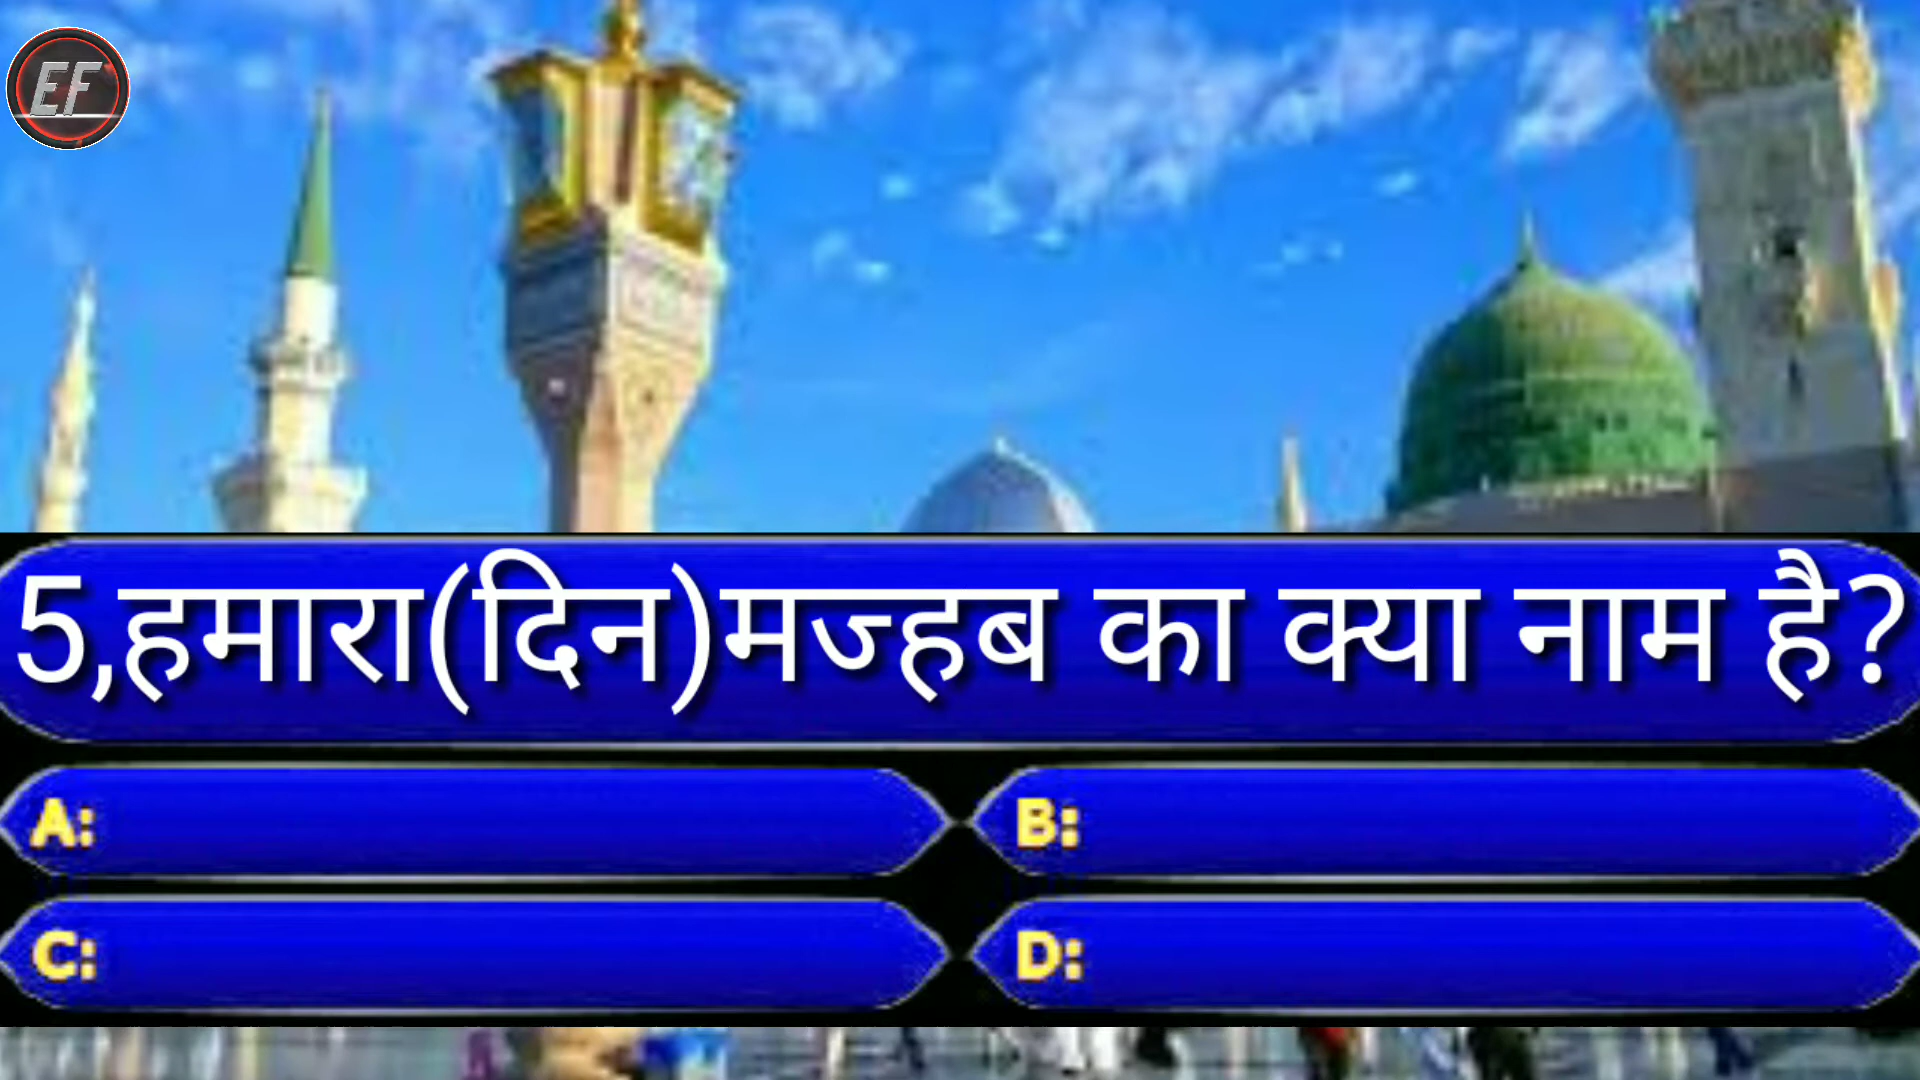 EF
5,हमारा(दिन)मज्हब का क्या नाम है?
A:
B:
C:
D: